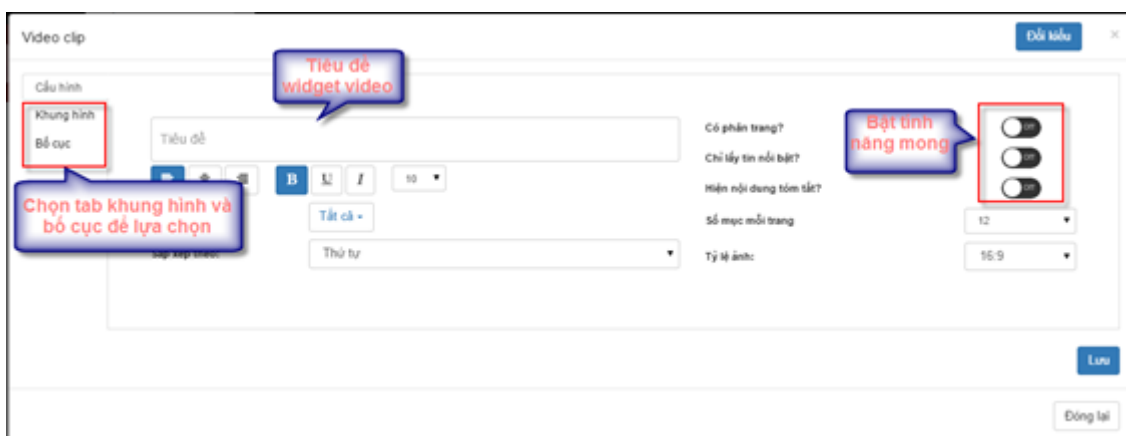 Video clip
Đổi kiểu
×
Tiêu đề
widget video
Cấu hình
Khung hình
Bố cục
Tiêu đề
Có phân trang?
Off
Chỉ lấy tin nổi bật?
Off
Hiện nội dung tóm tắt?
Off
Bật tính
năng mong
B U I
10
Chọn tab khung hình và
bố cục để lựa chọn
Tất cả
Số mục mỗi trang
12
Sắp xếp theo:
Thứ tự
Tỷ lệ ảnh:
16:9
Lưu
Đóng lại